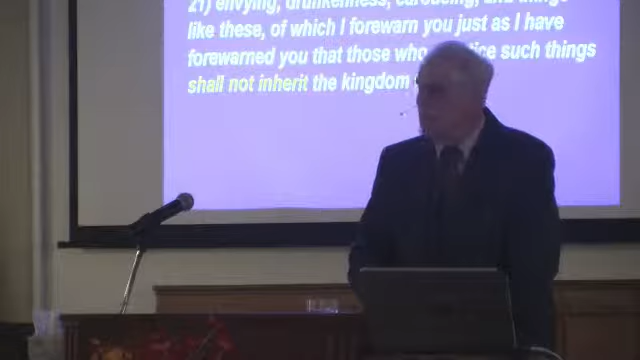 21) envying, drunkenness, carousing, and things
like these, of which I forewarn you just as I have
forewarned you that those who such things
shall not inherit the kingdom